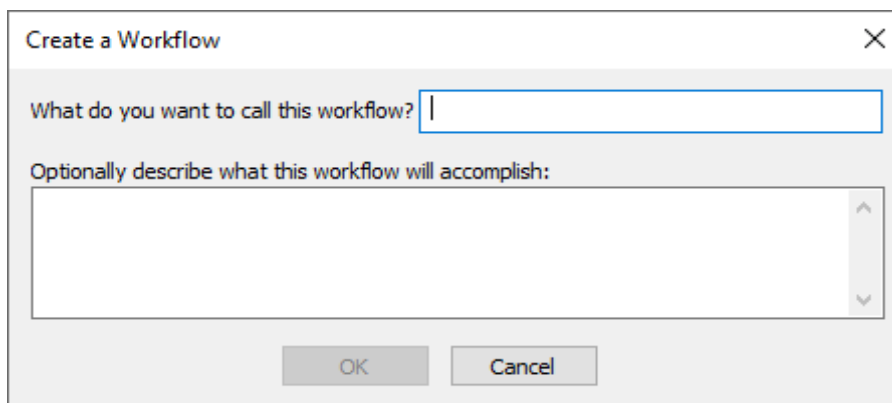 Create a Workflow
What do you want to call this workflow?
Optionally describe what this workflow will accomplish:
OK
Cancel